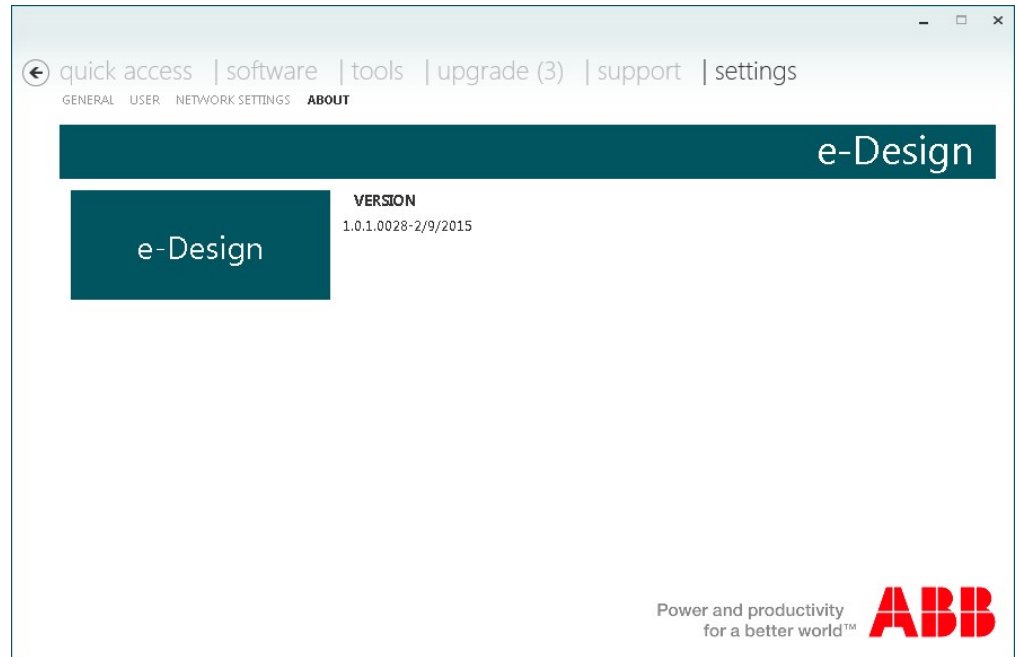 quick access | software | tools | upgrade (3) | support | settings
GENERAL USER NETWORK SETTINGS ABOUT
e-Design
e-Design
VERSION
1.0.1.0028-2/9/2015
Power and productivity
for a better world™
ABB